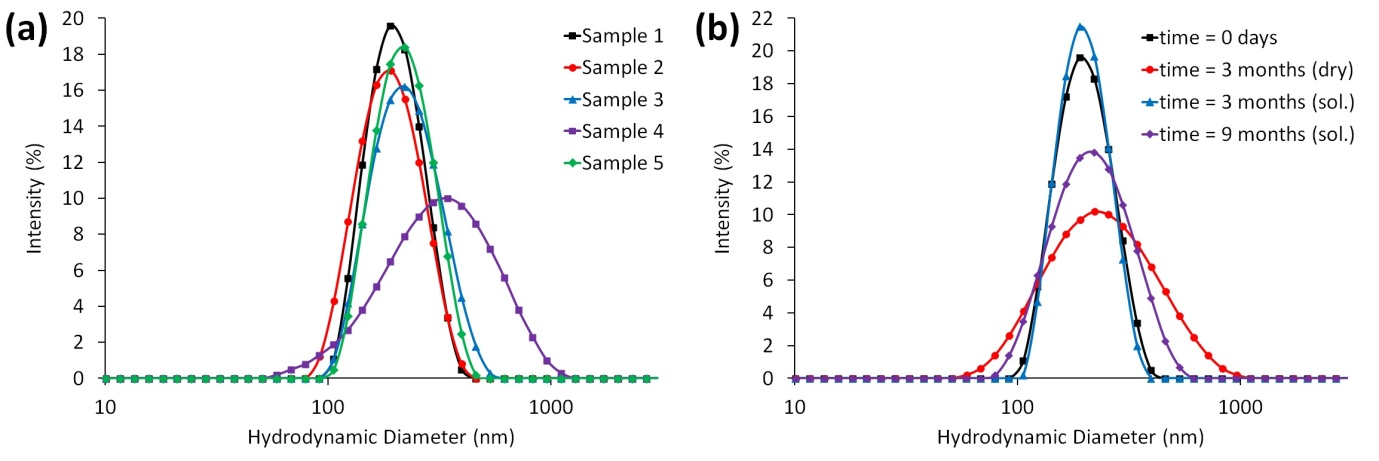 (a)
20
18
16
14
12
10
8
6
4
2
0
Intensity (%)
10
100
1000
Hydrodynamic Diameter (nm)
Sample 1
Sample 2
Sample 3
Sample 4
Sample 5
(b)
22
20
18
16
14
12
10
8
6
4
2
0
Intensity (%)
10
100
1000
Hydrodynamic Diameter (nm)
time = 0 days
time = 3 months (dry)
time = 3 months (sol.)
time = 9 months (sol.)